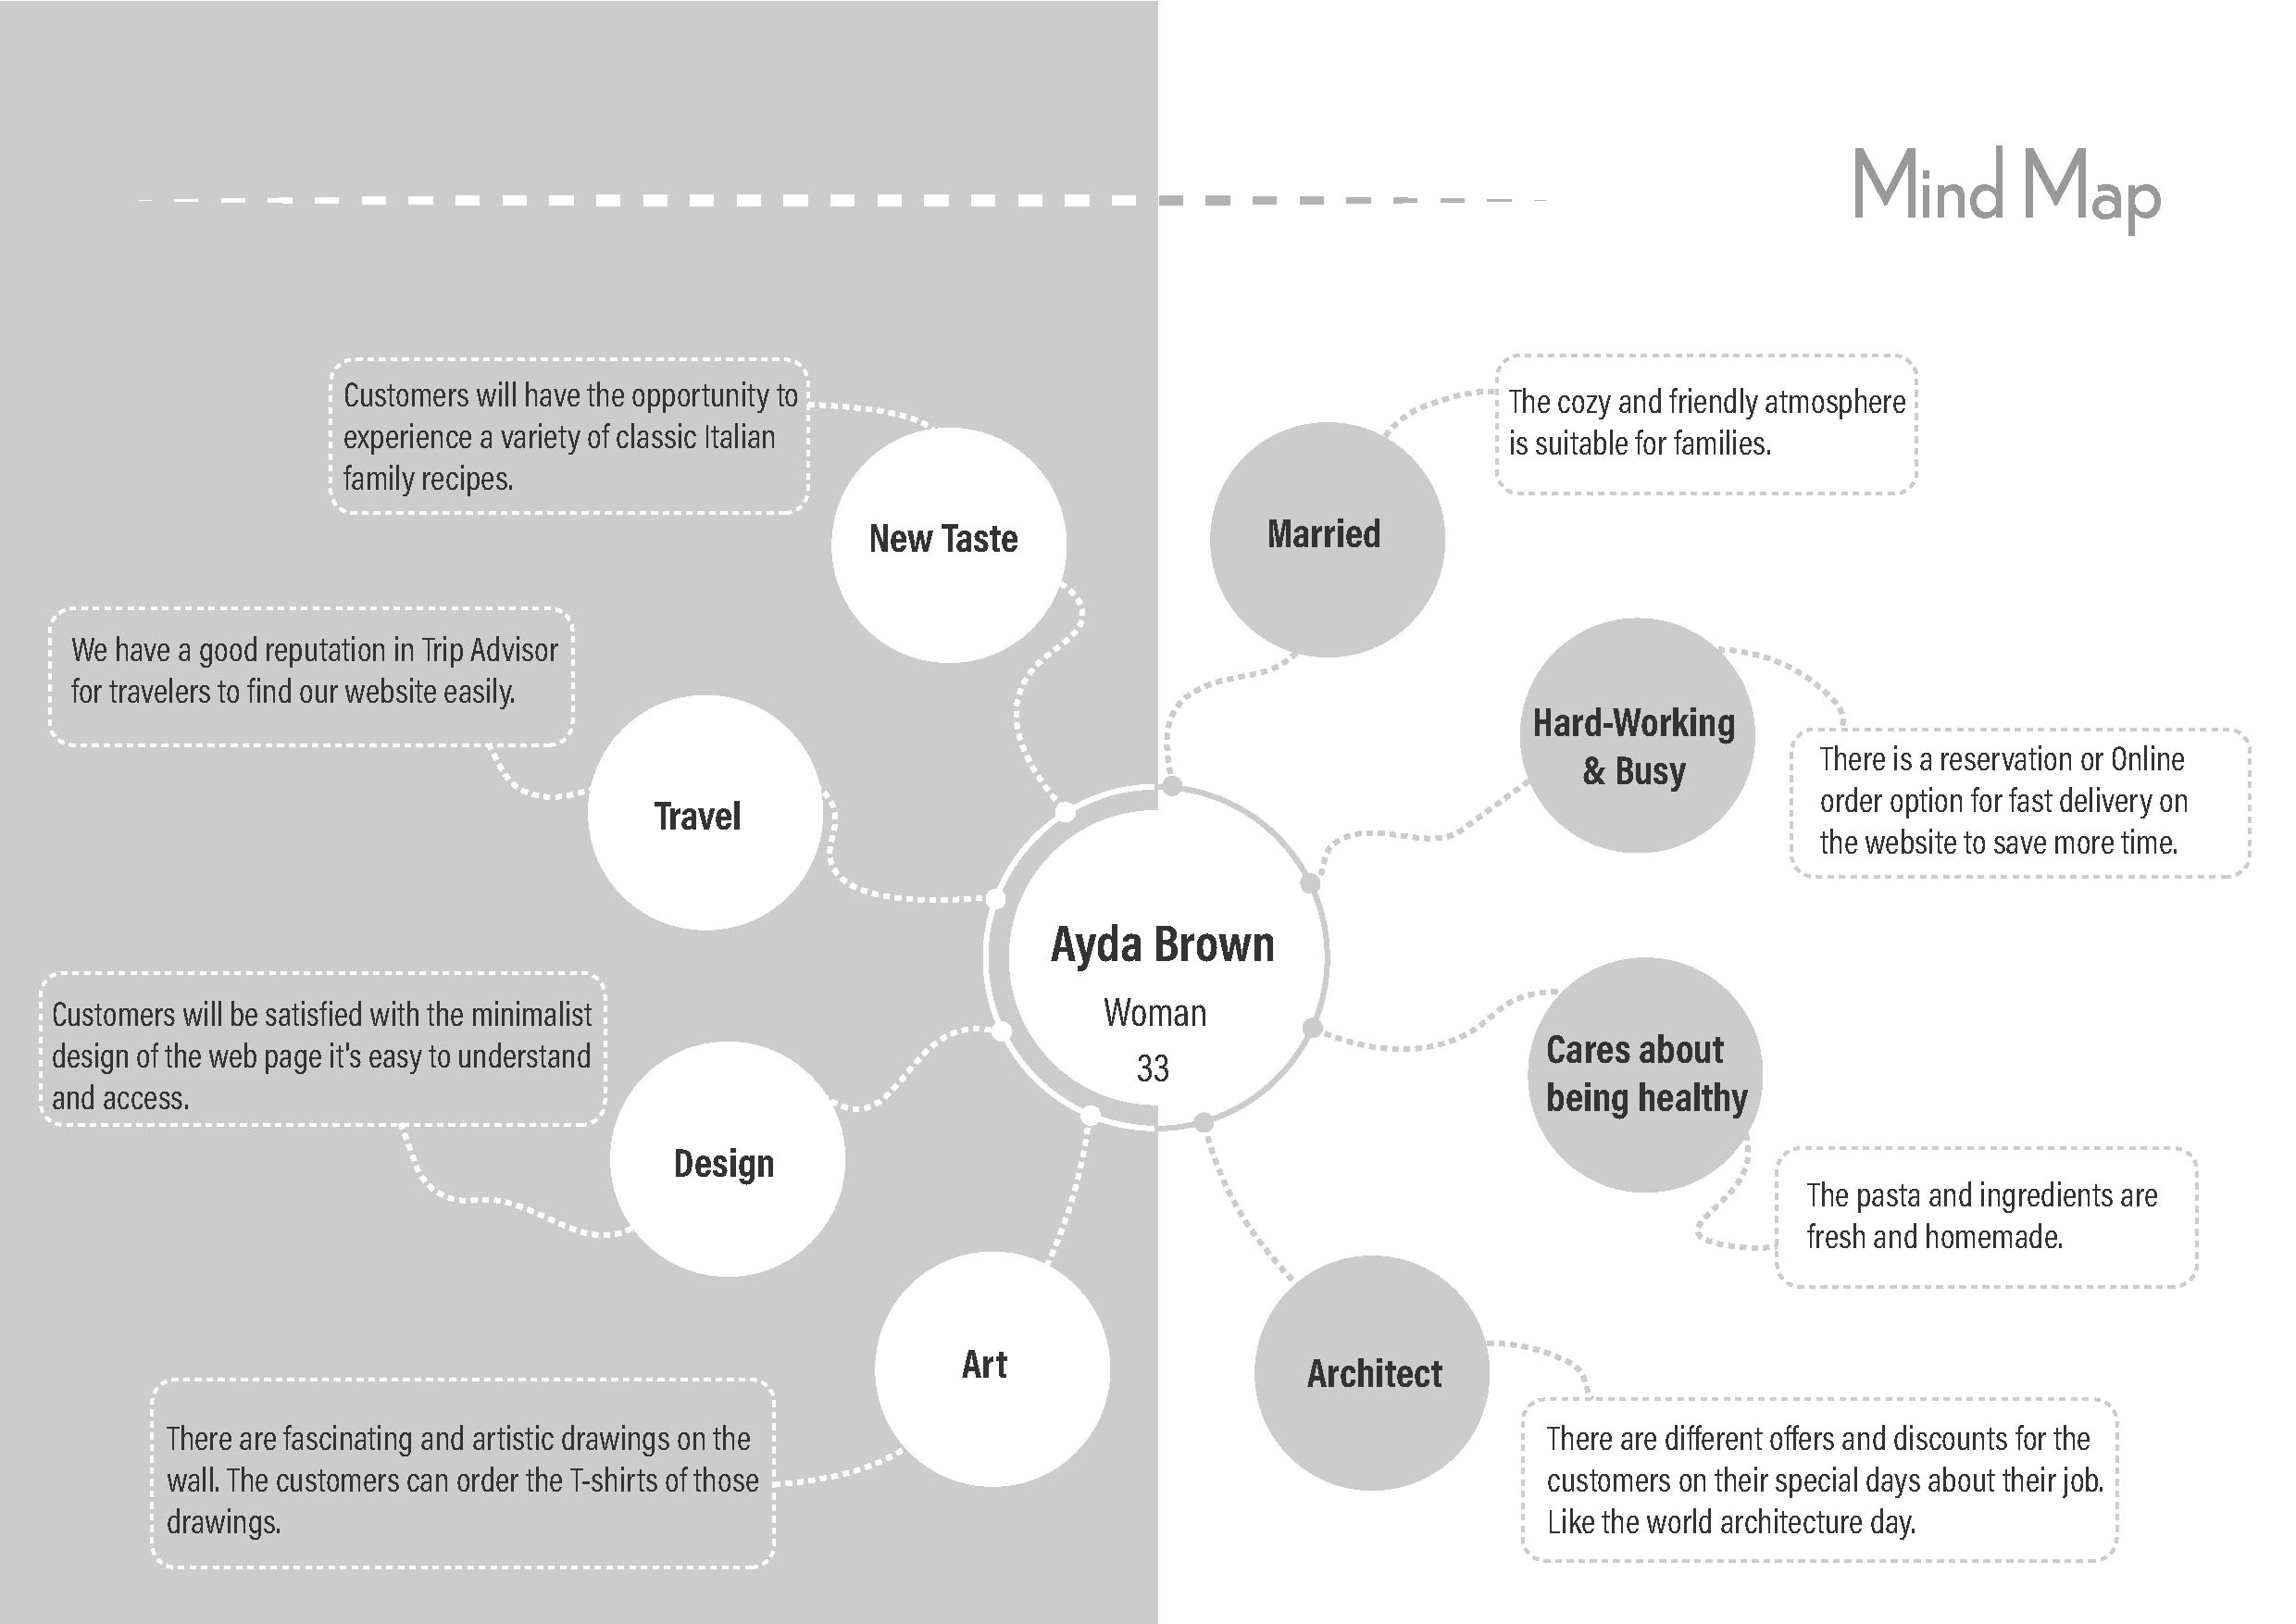 Mind Map
Customers will have the opportunity to
experience a variety of classic Italian
family recipes.
New Taste
We have a good reputation in Trip Advisor
for travelers to find our website easily.
Travel
Customers will be satisfied with the minimalist
design of the web page it's easy to understand
and access.
Design
There are fascinating and artistic drawings on the
wall. The customers can order the T-shirts of those
drawings.
Art
Ayda Brown
Woman
33
Married
The cozy and friendly atmosphere
is suitable for families.
Hard-Working
& Busy
There is a reservation or Online
order option for fast delivery on
the website to save more time.
Cares about
being healthy
The pasta and ingredients are
fresh and homemade.
Architect
There are different offers and discounts for the
customers on their special days about their job.
Like the world architecture day.